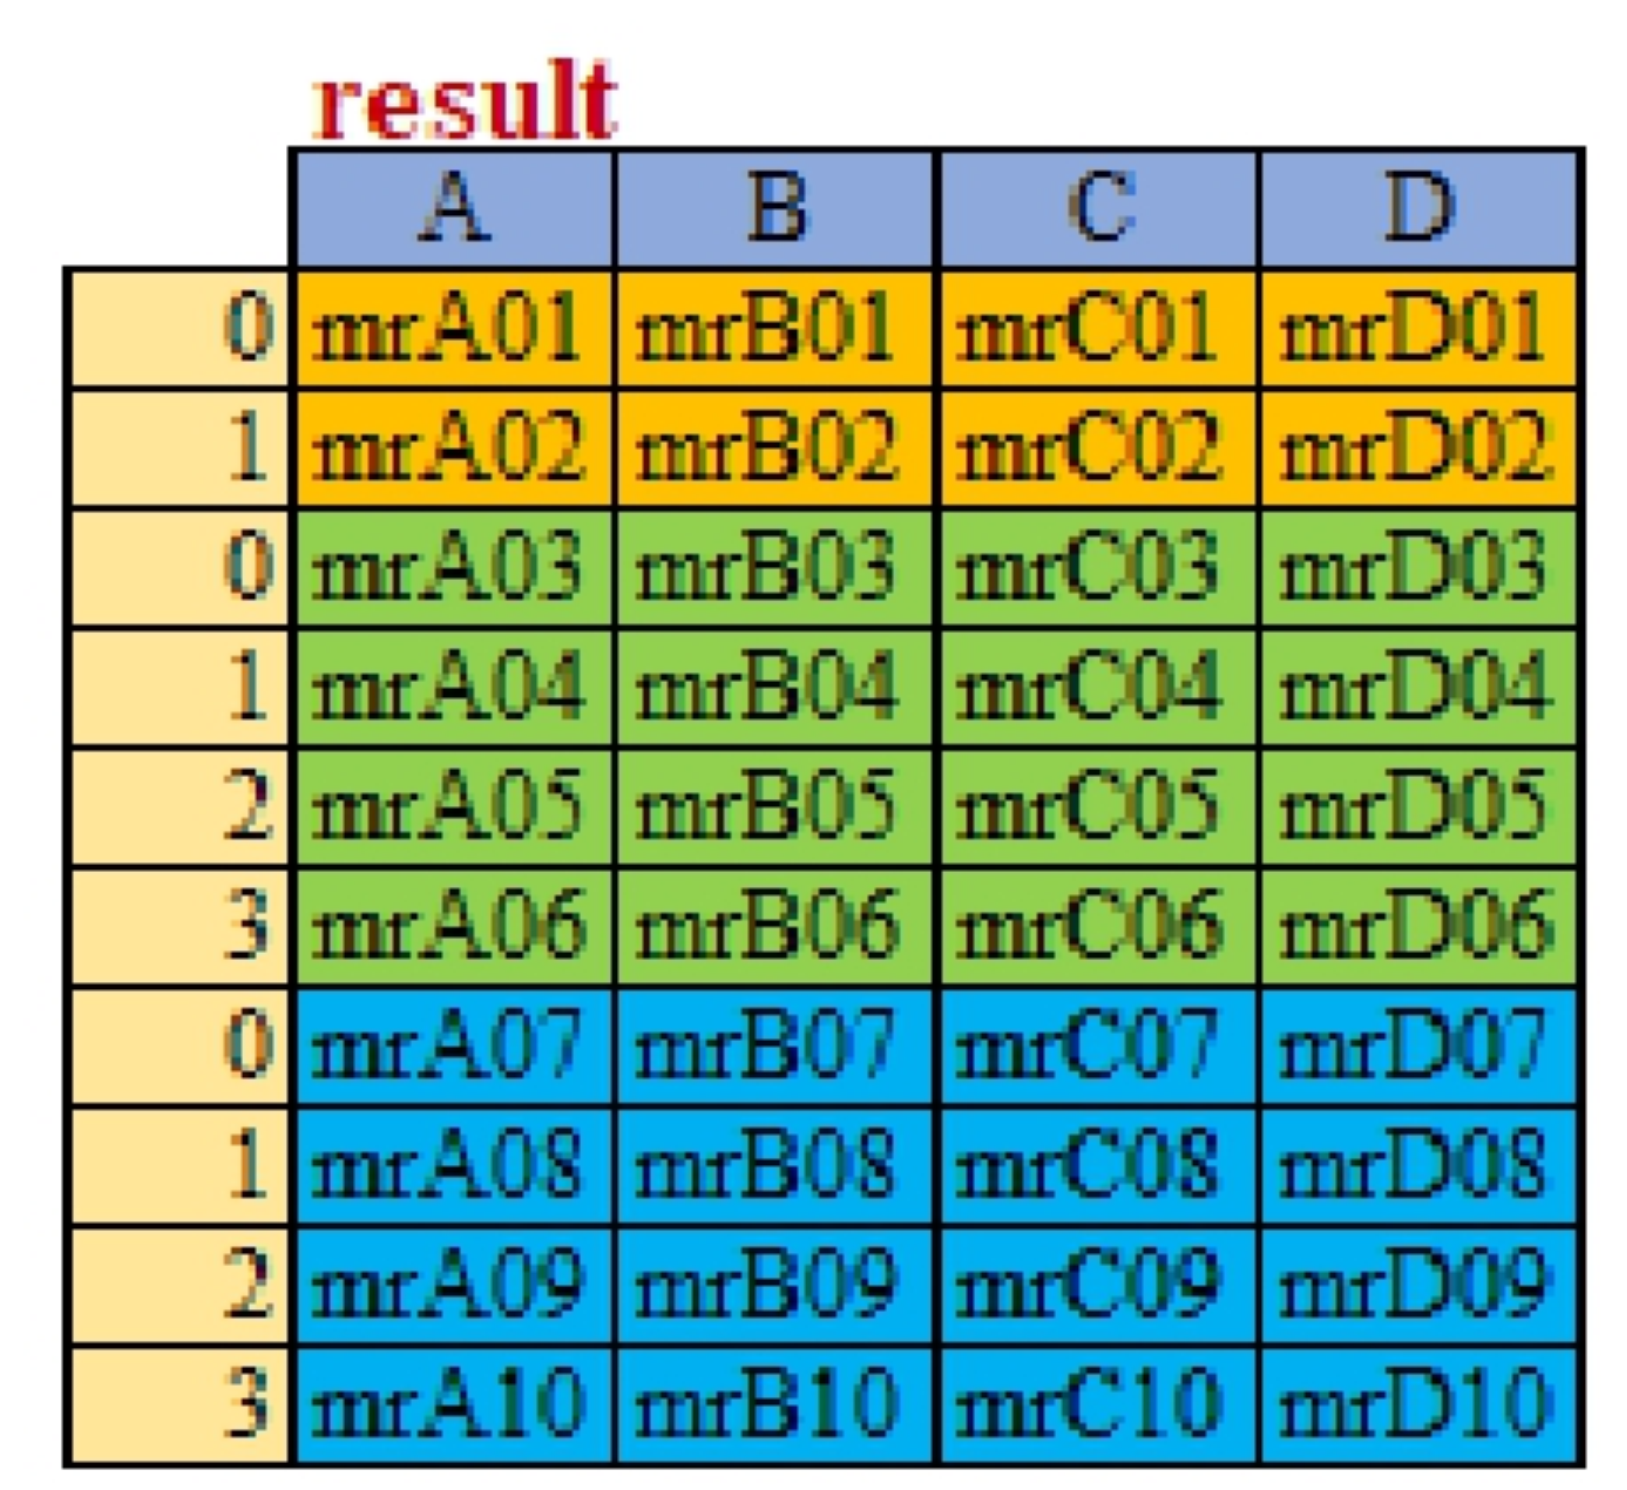 result
A B C D
0 mrA01 mrB01 mrC01 mrD01
1 mrA02 mrB02 mrC02 mrD02
0 mrA03 mrB03 mrC03 mrD03
1 mrA04 mrB04 mrC04 mrD04
2 mrA05 mrB05 mrC05 mrD05
3 mrA06 mrB06 mrC06 mrD06
0 mrA07 mrB07 mrC07 mrD07
1 mrA08 mrB08 mrC08 mrD08
2 mrA09 mrB09 mrC09 mrD09
3 mrA10 mrB10 mrC10 mrD10